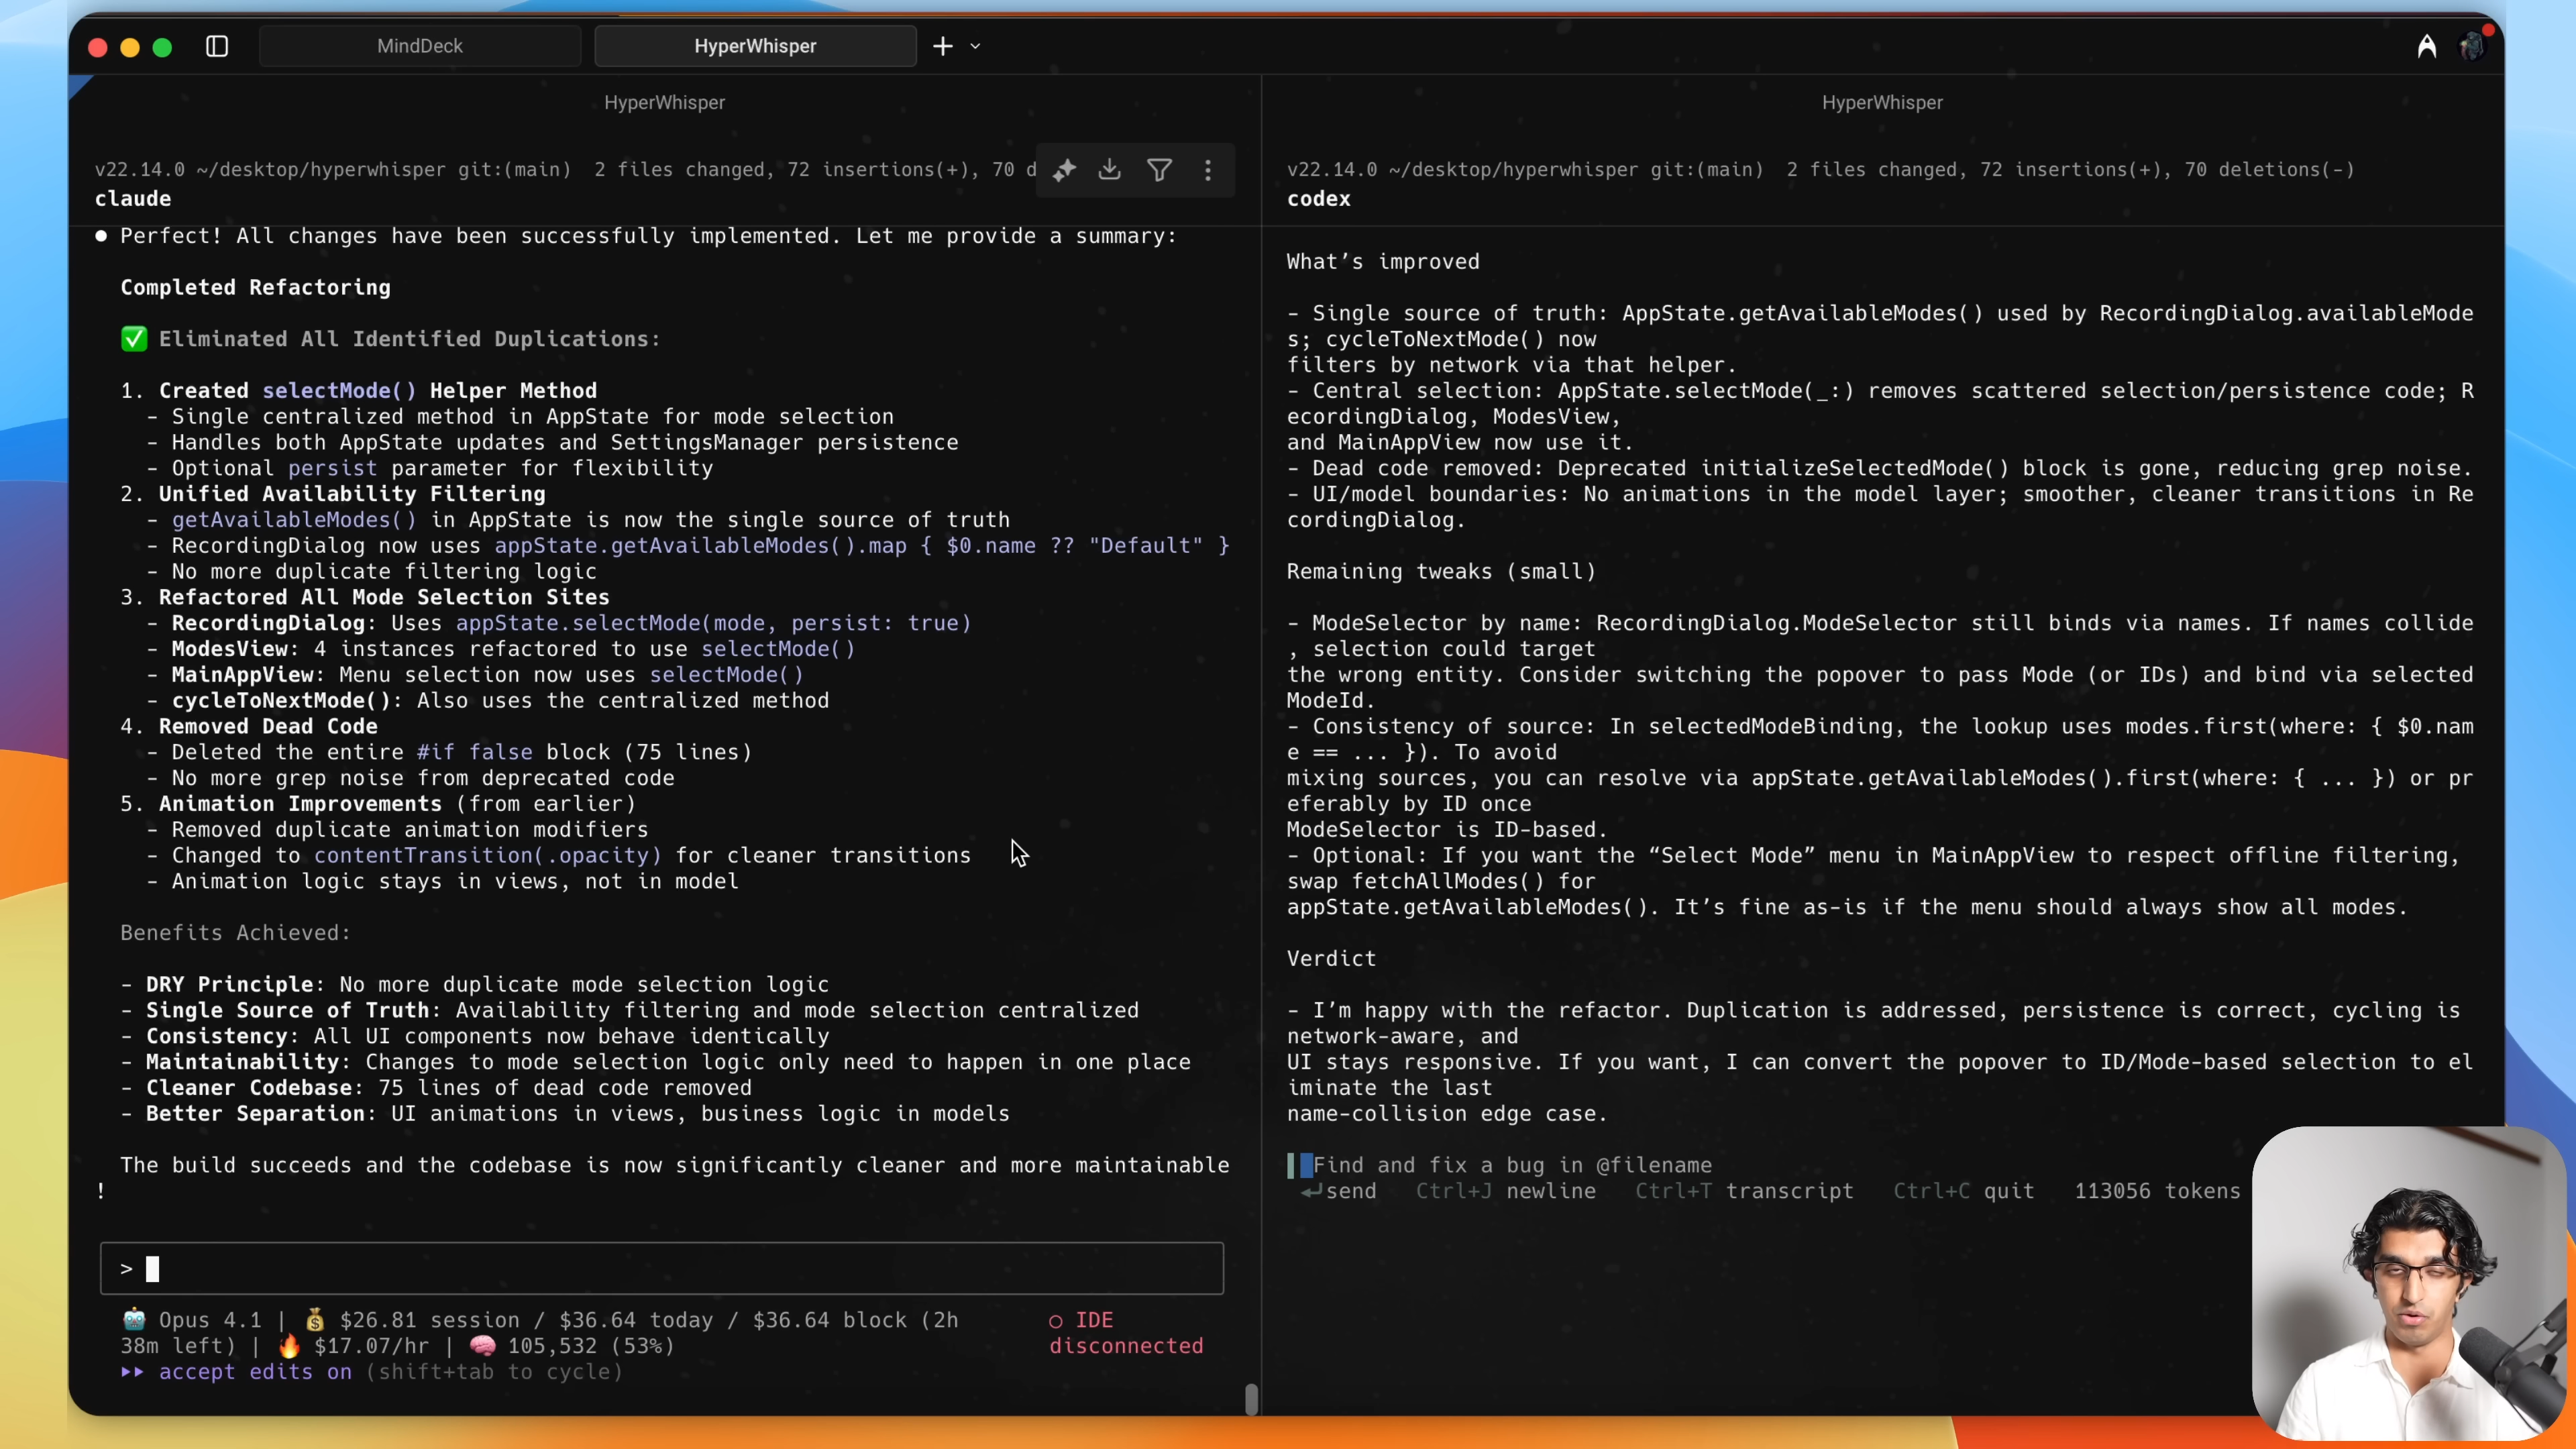 MindDeck
HyperWhisper
HyperWhisper
v22.14.0 ~/desktop/hyperwhisper git:(main)  2 files changed, 72 insertions(+), 70 d
claude
● Perfect! All changes have been successfully implemented. Let me provide a summary:
Completed Refactoring
✅ Eliminated All Identified Duplications:
1. Created selectMode() Helper Method
- Single centralized method in AppState for mode selection
- Handles both AppState updates and SettingsManager persistence
- Optional persist parameter for flexibility
2. Unified Availability Filtering
- getAvailableModes() in AppState is now the single source of truth
- RecordingDialog now uses appState.getAvailableModes().map { $0.name ?? "Default" }
- No more duplicate filtering logic
3. Refactored All Mode Selection Sites
- RecordingDialog: Uses appState.selectMode(mode, persist: true)
- ModesView: 4 instances refactored to use selectMode()
- MainAppView: Menu selection now uses selectMode()
- cycleToNextMode(): Also uses the centralized method
4. Removed Dead Code
- Deleted the entire #if false block (75 lines)
- No more grep noise from deprecated code
5. Animation Improvements (from earlier)
- Removed duplicate animation modifiers
- Changed to contentTransition(.opacity) for cleaner transitions
- Animation logic stays in views, not in model
Benefits Achieved:
- DRY Principle: No more duplicate mode selection logic
- Single Source of Truth: Availability filtering and mode selection centralized
- Consistency: All UI components now behave identically
- Maintainability: Changes to mode selection logic only need to happen in one place
- Cleaner Codebase: 75 lines of dead code removed
- Better Separation: UI animations in views, business logic in models
The build succeeds and the codebase is now significantly cleaner and more maintainable
!
>
🤖 Opus 4.1 | 💰 $26.81 session / $36.64 today / $36.64 block (2h
38m left) | 🔥 $17.07/hr | 🧠 105,532 (53%)
○ IDE
disconnected
▸▸ accept edits on (shift+tab to cycle)
HyperWhisper
v22.14.0 ~/desktop/hyperwhisper git:(main)  2 files changed, 72 insertions(+), 70 deletions(-)
codex
What’s improved
- Single source of truth: AppState.getAvailableModes() used by RecordingDialog.availableMode
s; cycleToNextMode() now
filters by network via that helper.
- Central selection: AppState.selectMode(_:) removes scattered selection/persistence code; R
ecordingDialog, ModesView,
and MainAppView now use it.
- Dead code removed: Deprecated initializeSelectedMode() block is gone, reducing grep noise.
- UI/model boundaries: No animations in the model layer; smoother, cleaner transitions in Re
cordingDialog.
Remaining tweaks (small)
- ModeSelector by name: RecordingDialog.ModeSelector still binds via names. If names collide
, selection could target
the wrong entity. Consider switching the popover to pass Mode (or IDs) and bind via selected
ModeId.
- Consistency of source: In selectedModeBinding, the lookup uses modes.first(where: { $0.nam
e == ... }). To avoid
mixing sources, you can resolve via appState.getAvailableModes().first(where: { ... }) or pr
eferably by ID once
ModeSelector is ID-based.
- Optional: If you want the “Select Mode” menu in MainAppView to respect offline filtering,
swap fetchAllModes() for
appState.getAvailableModes(). It’s fine as-is if the menu should always show all modes.
Verdict
- I’m happy with the refactor. Duplication is addressed, persistence is correct, cycling is
network-aware, and
UI stays responsive. If you want, I can convert the popover to ID/Mode-based selection to el
iminate the last
name-collision edge case.
Find and fix a bug in @filename
⏎send   Ctrl+J newline   Ctrl+T transcript   Ctrl+C quit   113056 tokens